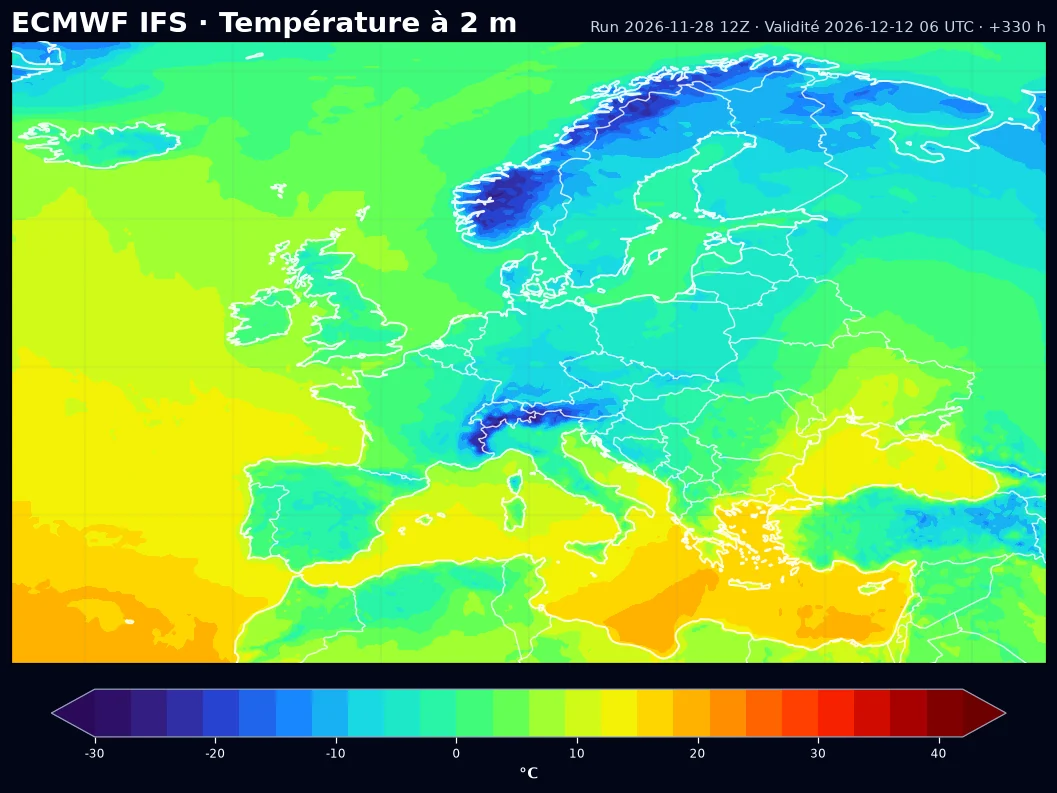 ECMWF IFS · Température à 2 m
Run 2026-11-28 12Z · Validité 2026-12-12 06 UTC · +330 h
-30 -20 -10 0 10 20 30 40
°C